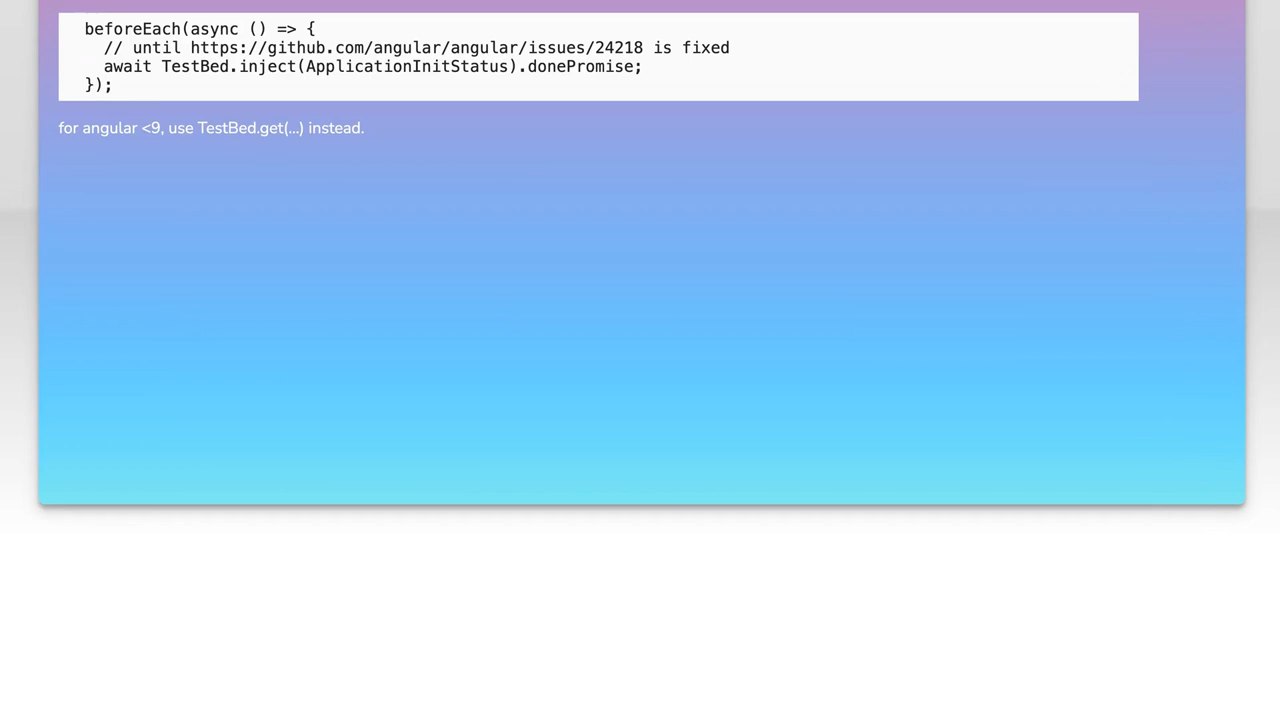 beforeEach(async () => {
// until https://github.com/angular/angular/issues/24218 is fixed
await TestBed.inject(ApplicationInitStatus).donePromise;
});
for angular <9, use TestBed.get(...) instead.